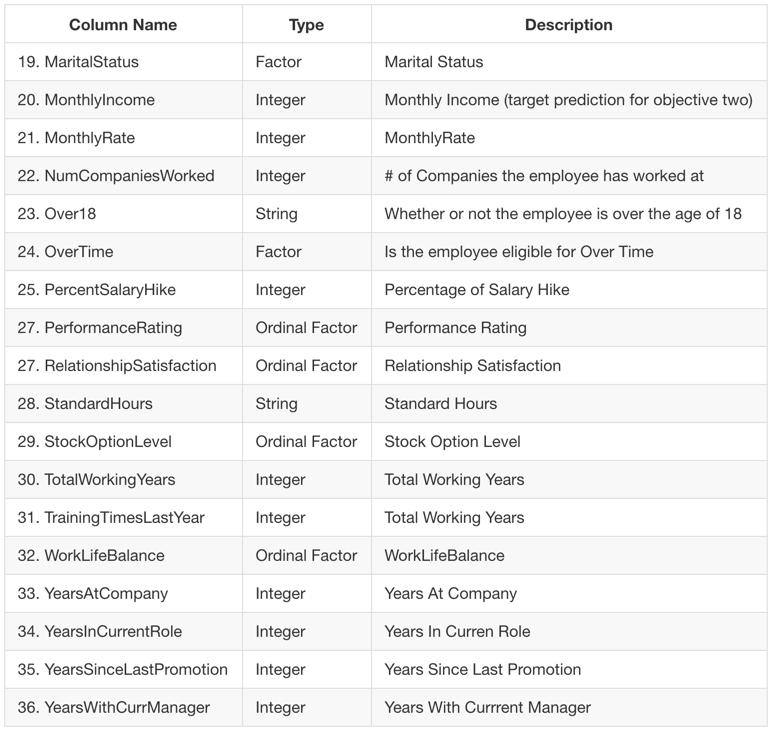 Column Name Type Description
19. MaritalStatus Factor Marital Status
20. MonthlyIncome Integer Monthly Income (target prediction for objective two)
21. MonthlyRate Integer MonthlyRate
22. NumCompaniesWorked Integer # of Companies the employee has worked at
23. Over18 String Whether or not the employee is over the age of 18
24. OverTime Factor Is the employee eligible for Over Time
25. PercentSalaryHike Integer Percentage of Salary Hike
27. PerformanceRating Ordinal Factor Performance Rating
27. RelationshipSatisfaction Ordinal Factor Relationship Satisfaction
28. StandardHours String Standard Hours
29. StockOptionLevel Ordinal Factor Stock Option Level
30. TotalWorkingYears Integer Total Working Years
31. TrainingTimesLastYear Integer Total Working Years
32. WorkLifeBalance Ordinal Factor WorkLifeBalance
33. YearsAtCompany Integer Years At Company
34. YearsInCurrentRole Integer Years In Curren Role
35. YearsSinceLastPromotion Integer Years Since Last Promotion
36. YearsWithCurrManager Integer Years With Currrent Manager